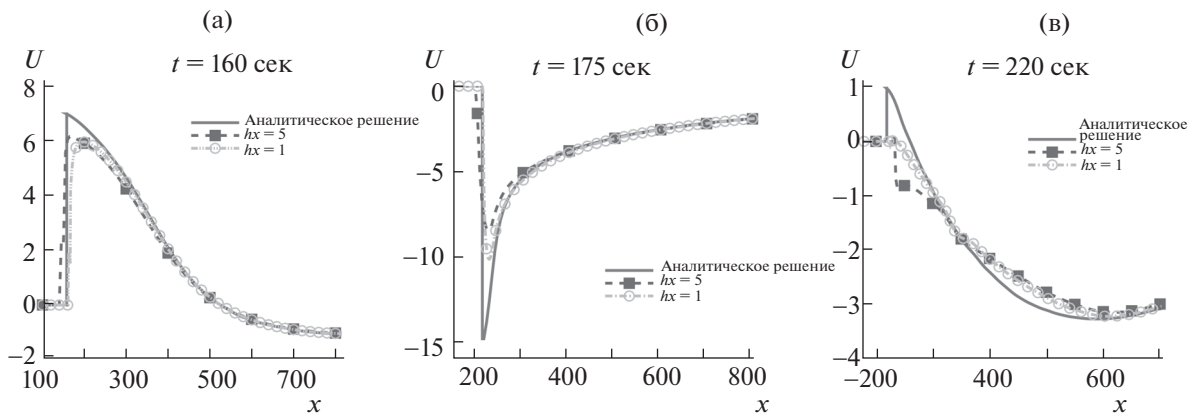 (а)
U
t = 160 сек
8
6
4
2
0
−2
100
300
500
700
x
Аналитическое решение
hx = 5
hx = 1
(б)
U
t = 175 сек
0
−5
−10
−15
200
400
600
800
x
Аналитическое решение
hx = 5
hx = 1
(в)
U
t = 220 сек
1
0
−1
−2
−3
−4
−200
200
600
x
Аналитическое
решение
hx = 5
hx = 1